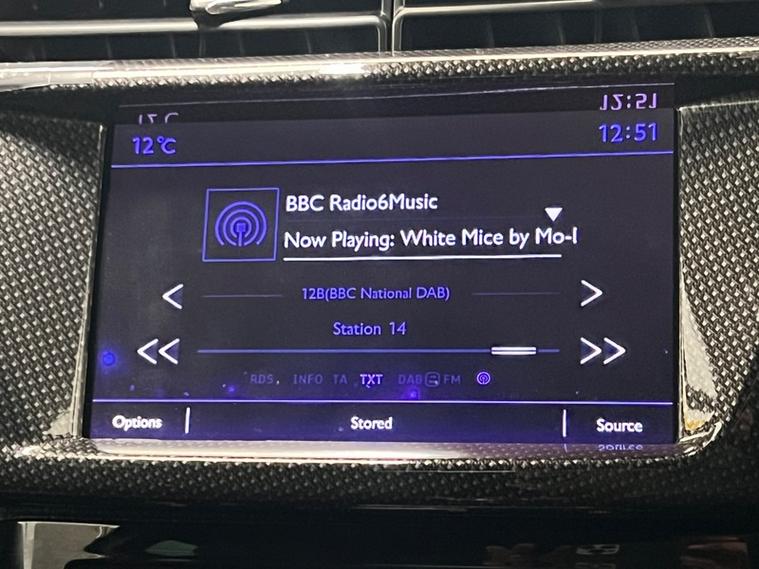 12°C 12:51
BBC Radio6Music
Now Playing: White Mice by Mo-
12B(BBC National DAB)
Station 14
RDS, INFO TA TXT DAB FM
Options Stored Source